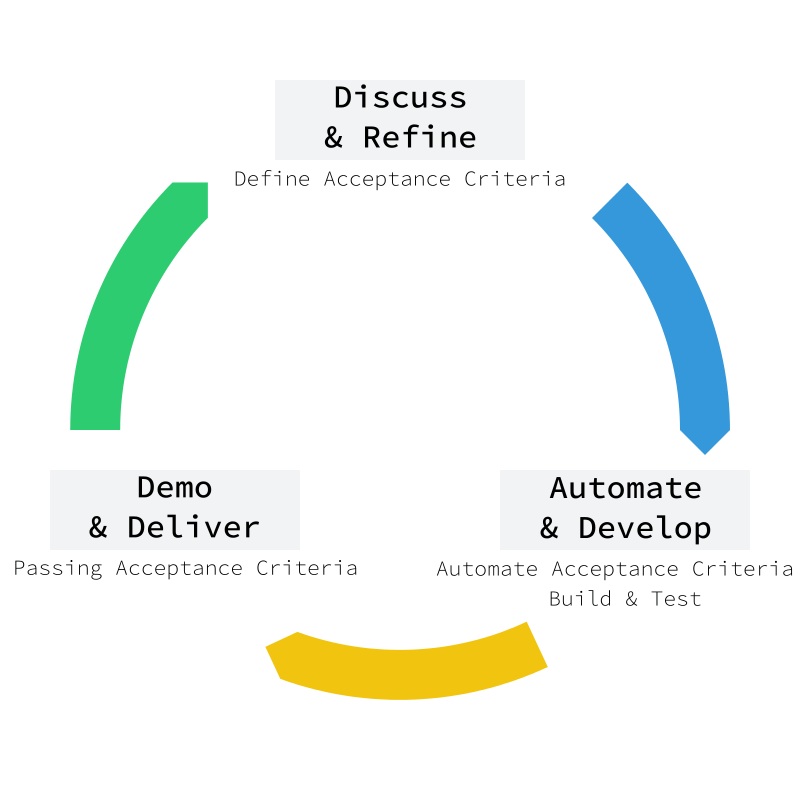 Discuss
& Refine
Define Acceptance Criteria
Demo
& Deliver
Passing Acceptance Criteria
Automate
& Develop
Automate Acceptance Criteria
Build & Test